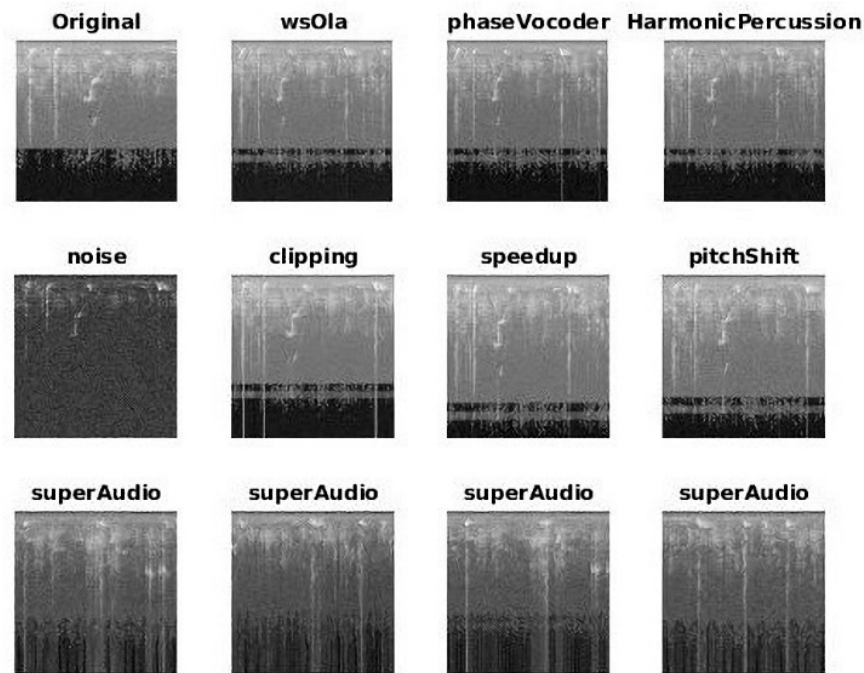 Original wsOla phaseVocoder HarmonicPercussion
noise clipping speedup pitchShift
superAudio superAudio superAudio superAudio